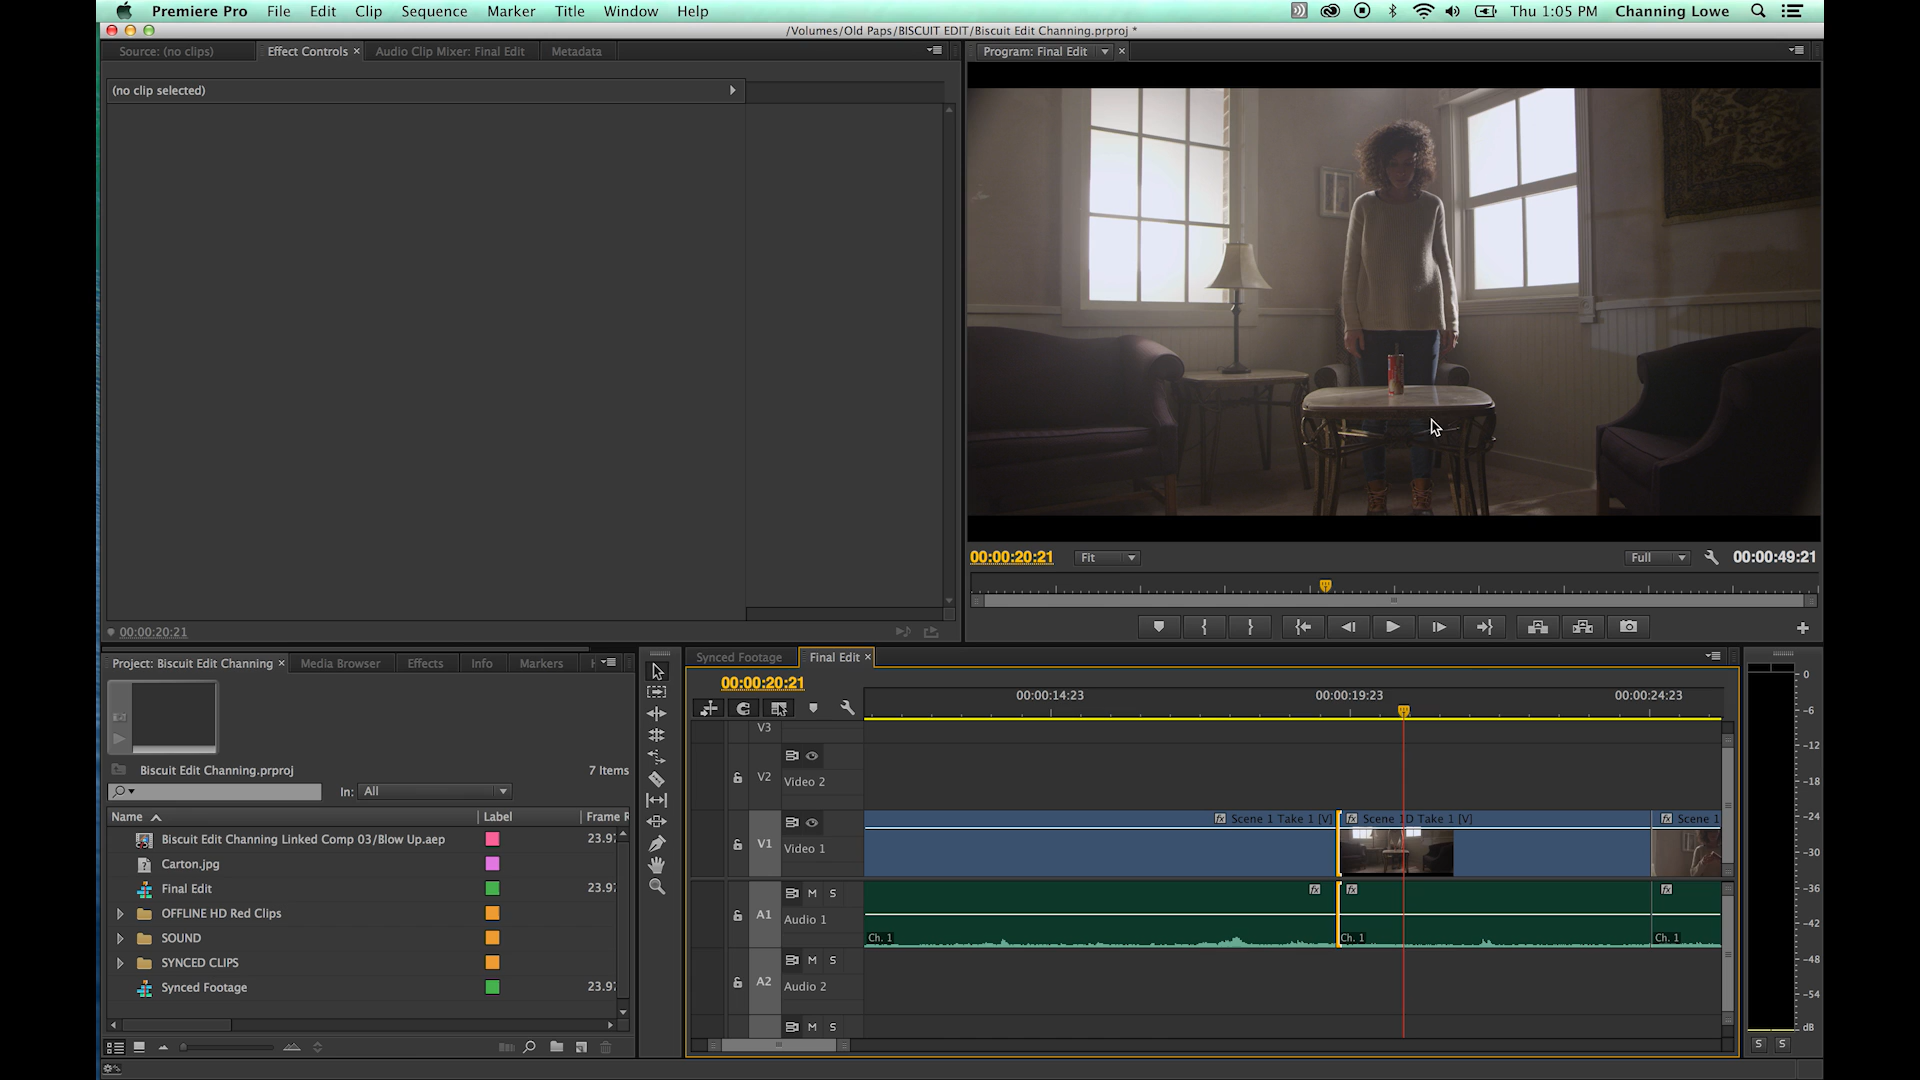 Premiere Pro File Edit Clip Sequence Marker Title Window Help Thu 1:05 PM Channing Lowe
/Volumes/Old Paps/BISCUIT EDIT/Biscuit Edit Channing.prproj *
Source: (no clips) Effect Controls × Audio Clip Mixer: Final Edit Metadata
Program: Final Edit ×
(no clip selected)
00:00:20:21 Fit Full 00:00:49:21
00:00:20:21
Project: Biscuit Edit Channing × Media Browser Effects Info Markers H
Synced Footage Final Edit ×
00:00:20:21
00:00:14:23 00:00:19:23 00:00:24:23
Biscuit Edit Channing.prproj 7 Items
In: All
Name Label Frame R
Biscuit Edit Channing Linked Comp 03/Blow Up.aep 23.97
Carton.jpg
Final Edit 23.97
OFFLINE HD Red Clips
SOUND
SYNCED CLIPS
Synced Footage 23.97
V3
V2 Video 2
V1 Video 1
fx Scene 1 Take 1 [V] fx Scene 1D Take 1 [V] fx Scene 1
A1 M S Audio 1
fx fx fx
Ch. 1 Ch. 1 Ch. 1
A2 M S Audio 2
M S
0
-6
-12
-18
-24
-30
-36
-42
-48
-54
dB
S S